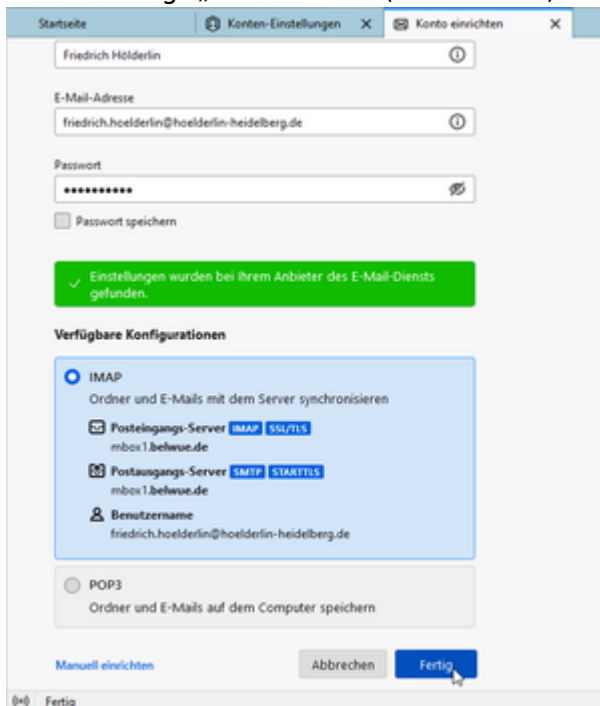 Startseite
Konten-Einstellungen
Konto einrichten
Friedrich Hölderlin
E-Mail-Adresse
friedrich.hoelderlin@hoelderlin-heidelberg.de
Passwort
••••••••••
Passwort speichern
Einstellungen wurden bei Ihrem Anbieter des E-Mail-Diensts
gefunden.
Verfügbare Konfigurationen
IMAP
Ordner und E-Mails mit dem Server synchronisieren
Posteingangs-Server IMAP SSL/TLS
mbox1.belwue.de
Postausgangs-Server SMTP STARTTLS
mbox1.belwue.de
Benutzername
friedrich.hoelderlin@hoelderlin-heidelberg.de
POP3
Ordner und E-Mails auf dem Computer speichern
Manuell einrichten
Abbrechen
Fertig
Fertig